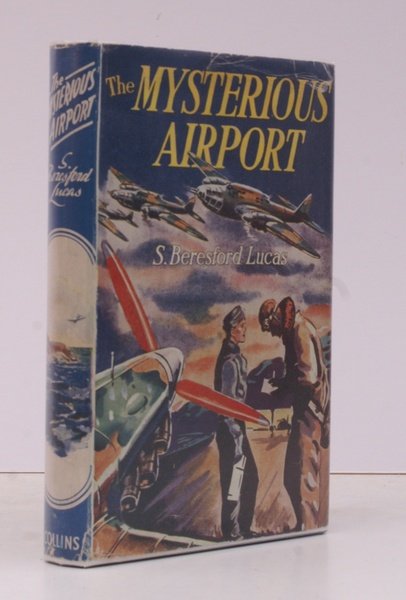 The MYSTERIOUS
AIRPORT
S. Beresford Lucas
The
MYSTERIOUS
AIRPORT
S.
Beresford
Lucas
COLLINS